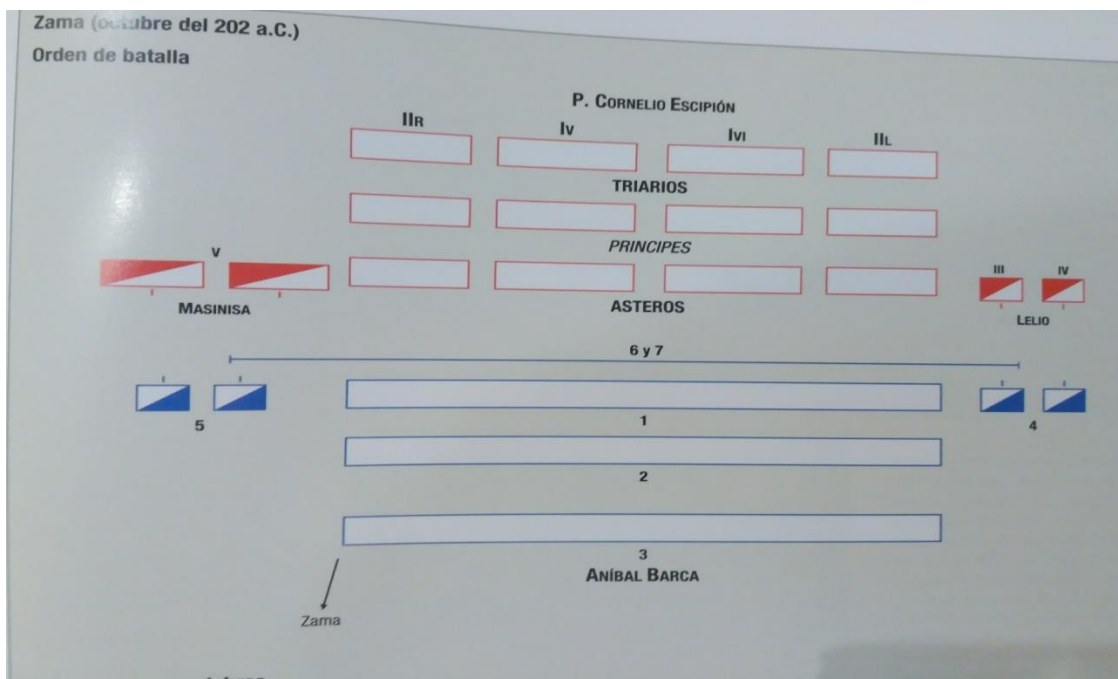 Zama (octubre del 202 a.C.)
Orden de batalla
P. CORNELIO ESCIPIÓN
IIR IV IVI IIL
TRIARIOS
PRINCIPES
V
III IV
MASINISA
ASTEROS
LELIO
6 y 7
5
1
4
2
3
ANÍBAL BARCA
Zama